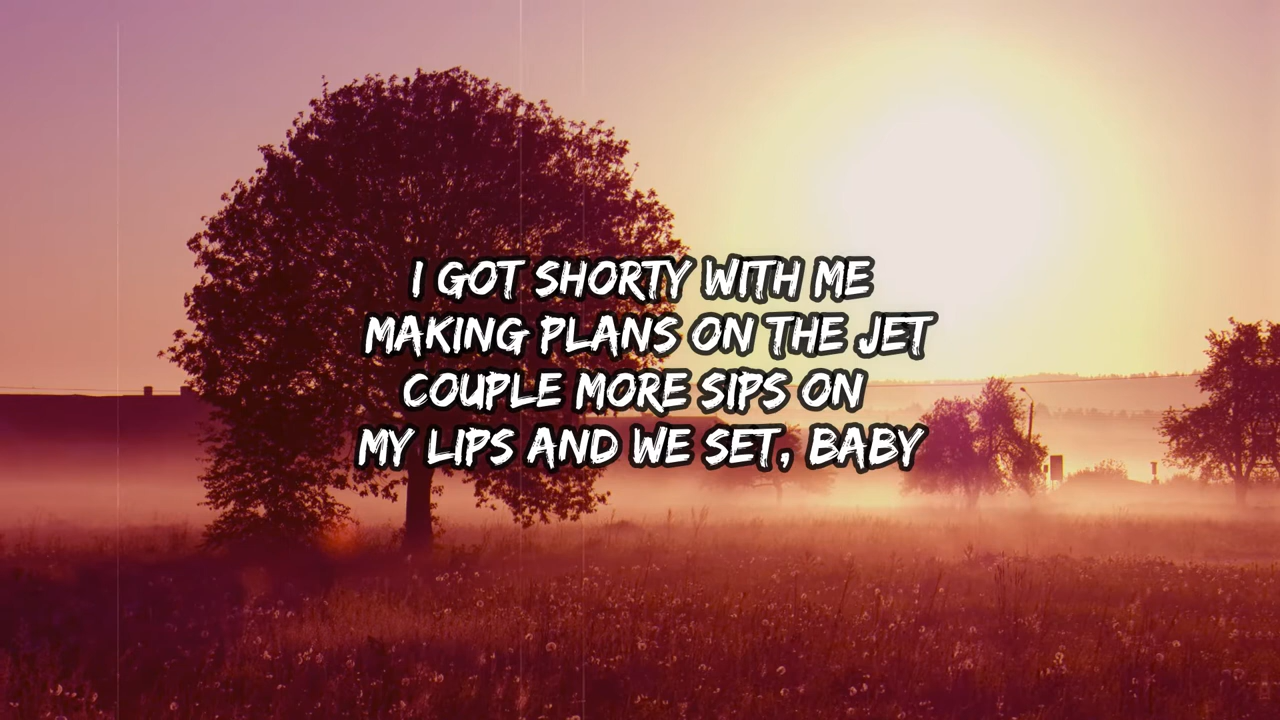 I GOT SHORTY WITH ME
MAKING PLANS ON THE JET
COUPLE MORE SIPS ON
MY LIPS AND WE SET, BABY